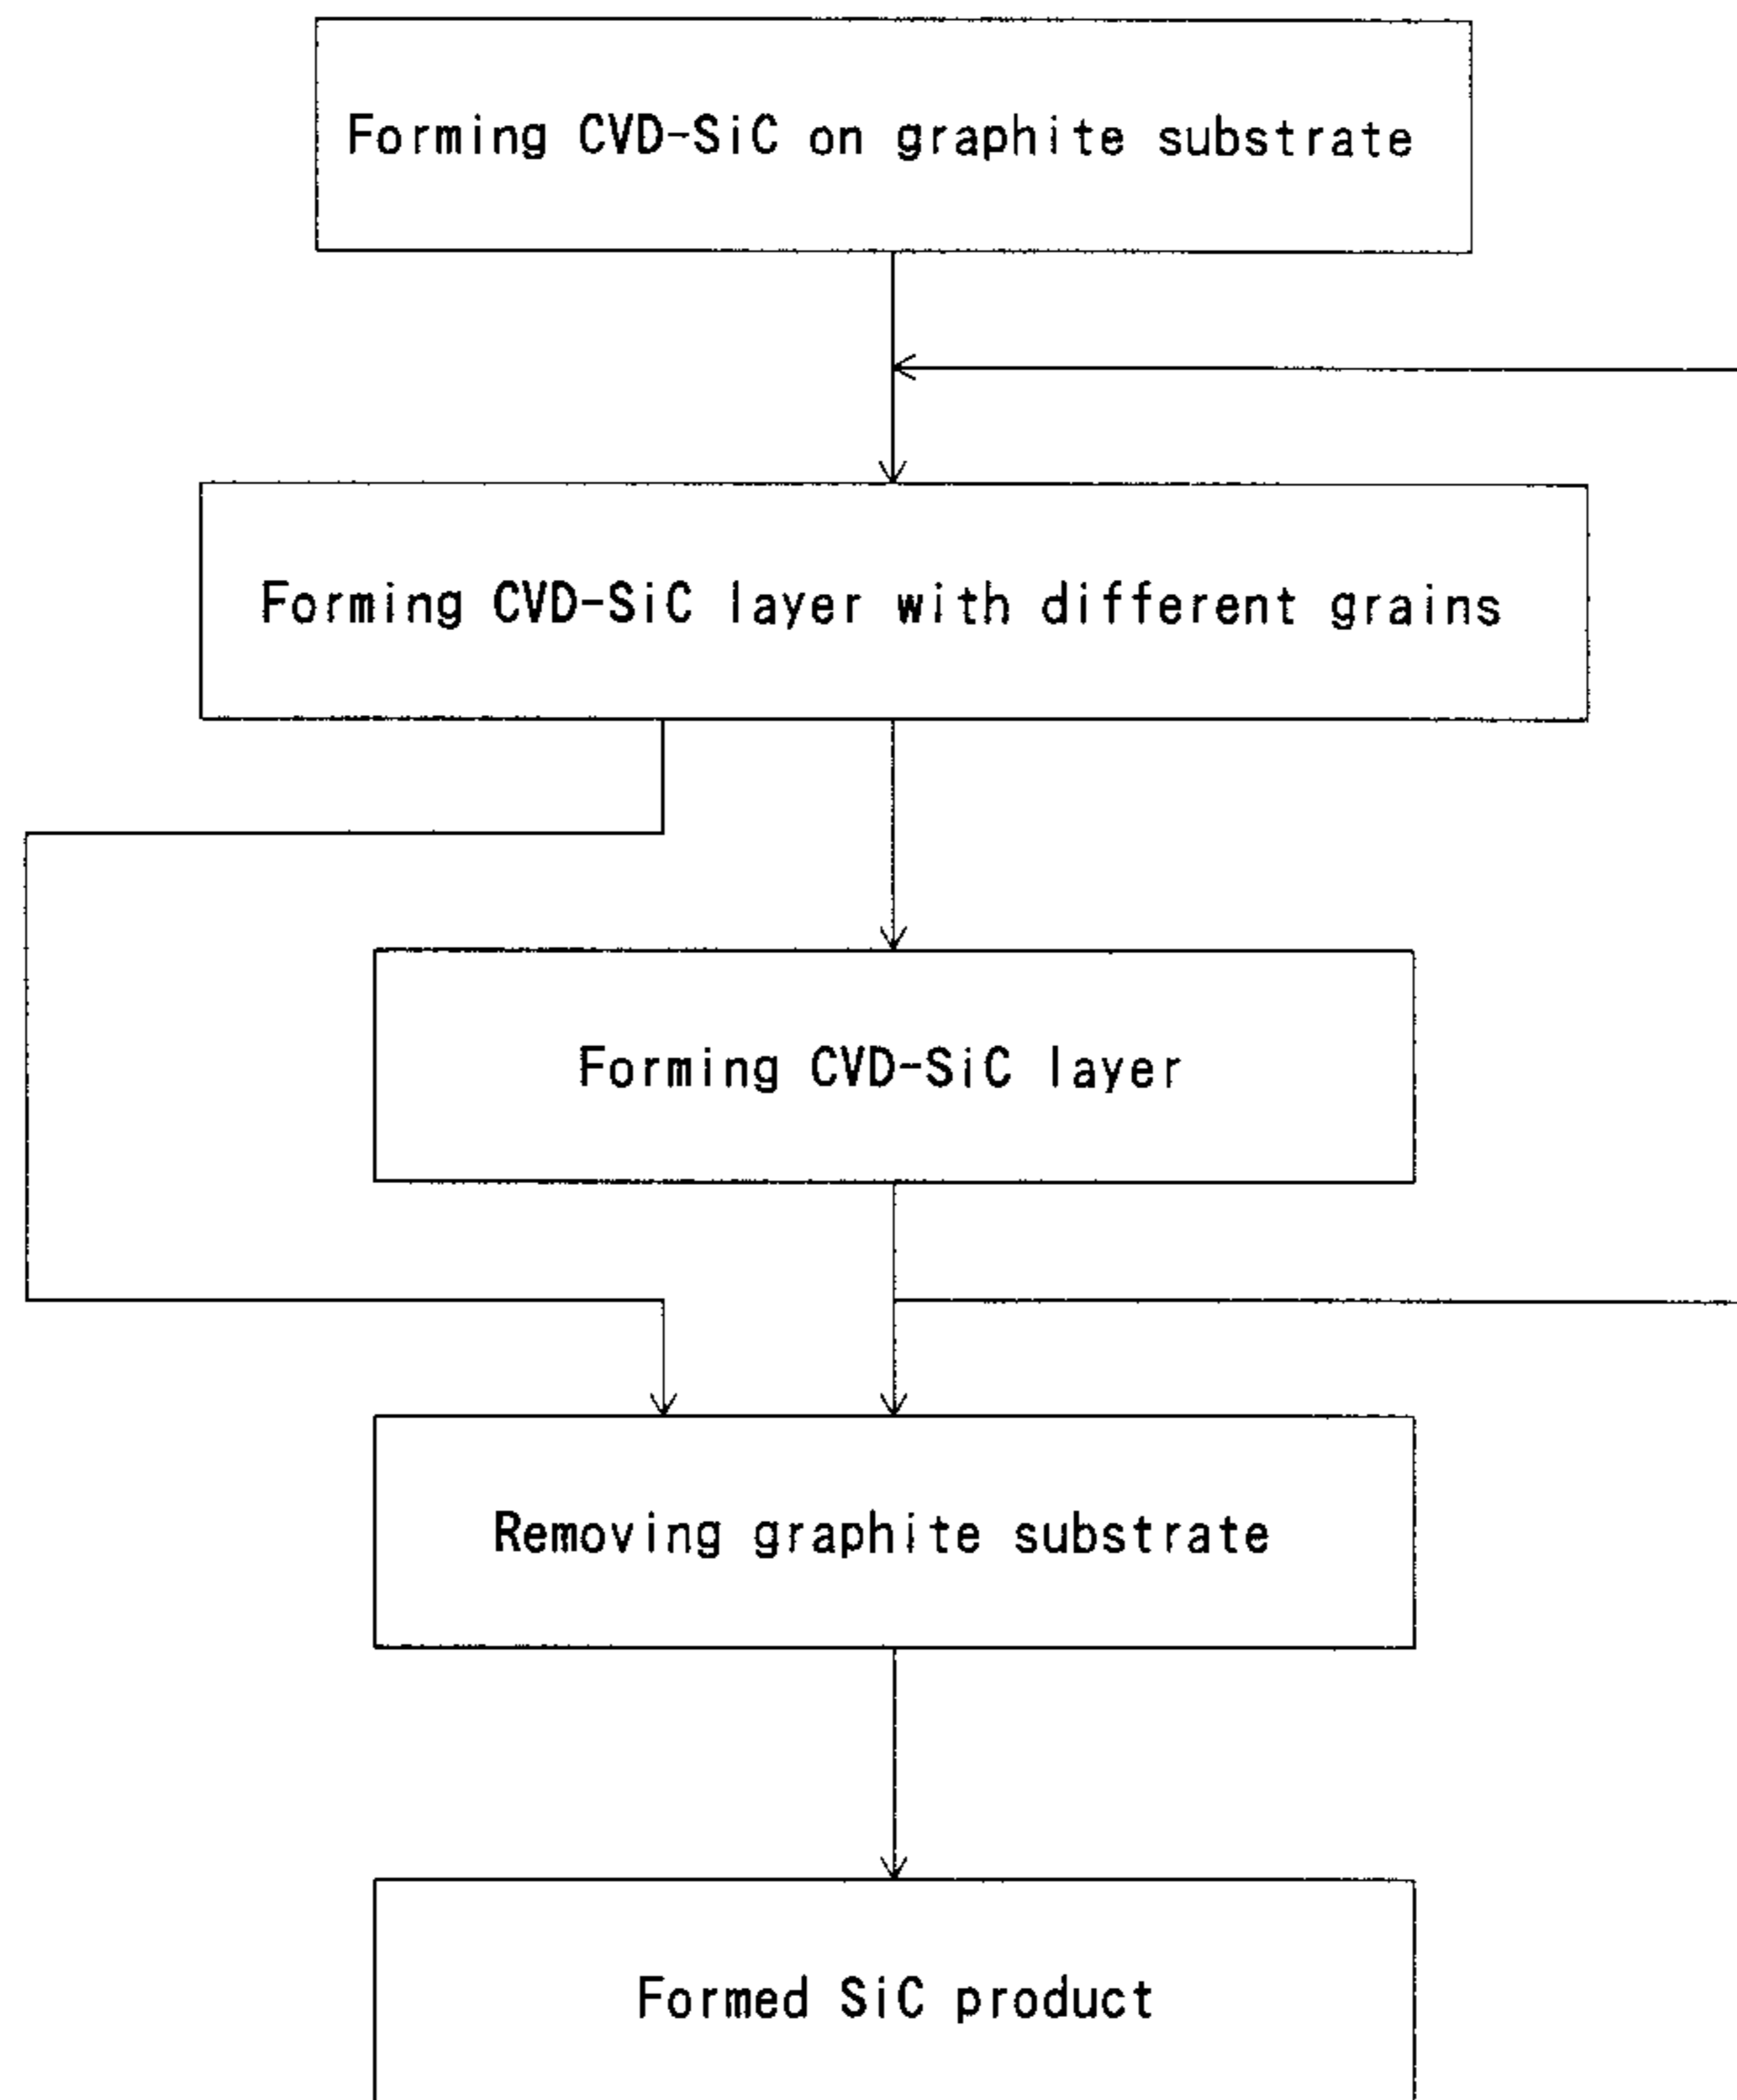 Forming CVD-SiC on graphite substrate
Forming CVD-SiC layer with different grains
Forming CVD-SiC layer
Removing graphite substrate
Formed SiC product